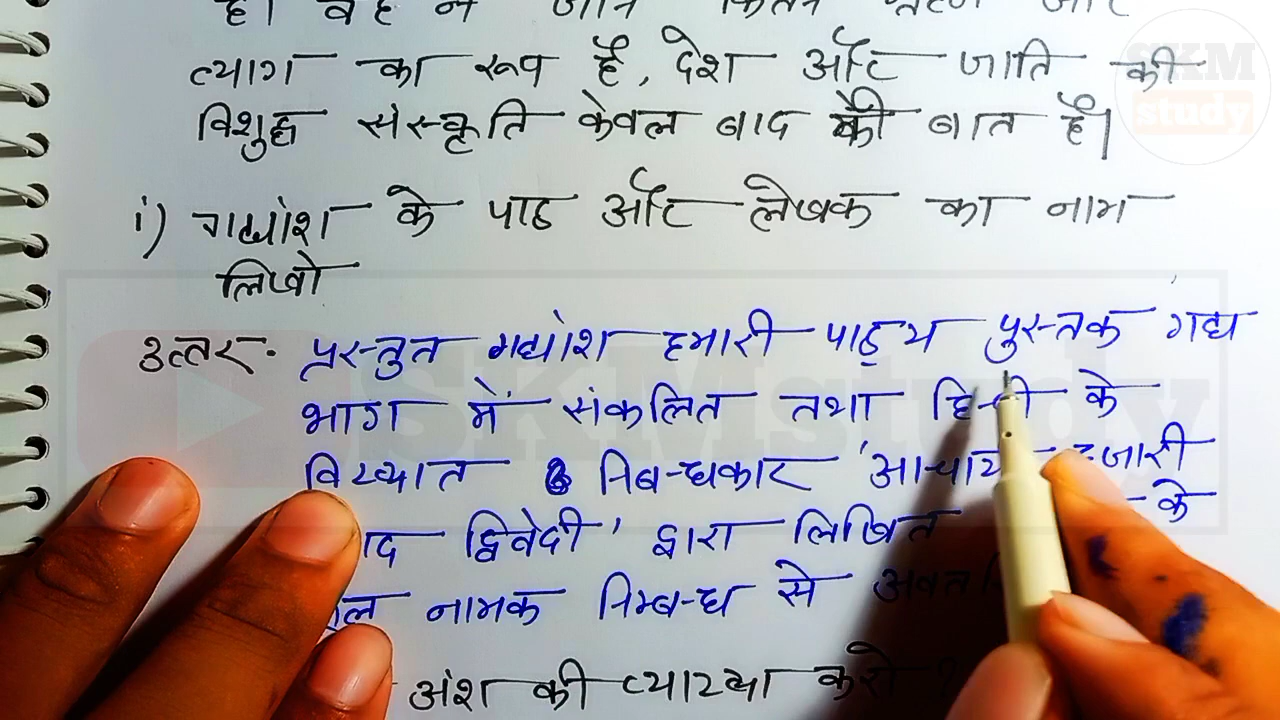 त्याग का रूप है, देश और जाति की
विशुद्ध संस्कृति केवल बाद की बात है।
i) गद्यांश के पाठ और लेखक का नाम
लिखो
उत्तर. प्रस्तुत गद्यांश हमारी पाठ्य पुस्तक गद्य
भाग में संकलित तथा के
विख्यात निबन्धकार 'आचार्य हजारी
द्विवेदी' द्वारा लिखित के
नामक निम्बन्ध से
अंश की व्याख्या करो
SKM
study
SKMstudy